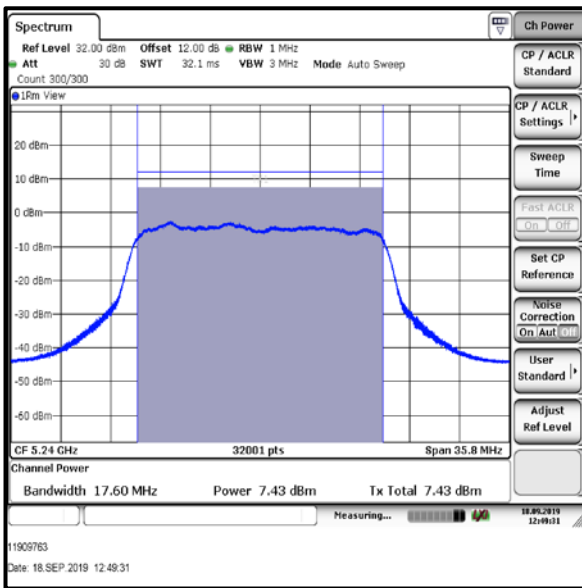 Spectrum
Ref Level 32.00 dBm Offset 12.00 dB RBW 1 MHz
Att 30 dB SWT 32.1 ms VBW 3 MHz Mode Auto Sweep
Count 300/300
1Rm View
20 dBm
10 dBm
0 dBm
-10 dBm
-20 dBm
-30 dBm
-40 dBm
-50 dBm
-60 dBm
CF 5.24 GHz 32001 pts Span 35.8 MHz
Channel Power
Bandwidth 17.60 MHz Power 7.43 dBm Tx Total 7.43 dBm
Measuring...
18.09.2019
12:49:31
Ch Power
CP / ACLR
Standard
CP / ACLR
Settings
Sweep
Time
Fast ACLR
On Off
Set CP
Reference
Noise
Correction
On Aut Off
User
Standard
Adjust
Ref Level
11909763
Date: 18.SEP.2019 12:49:31